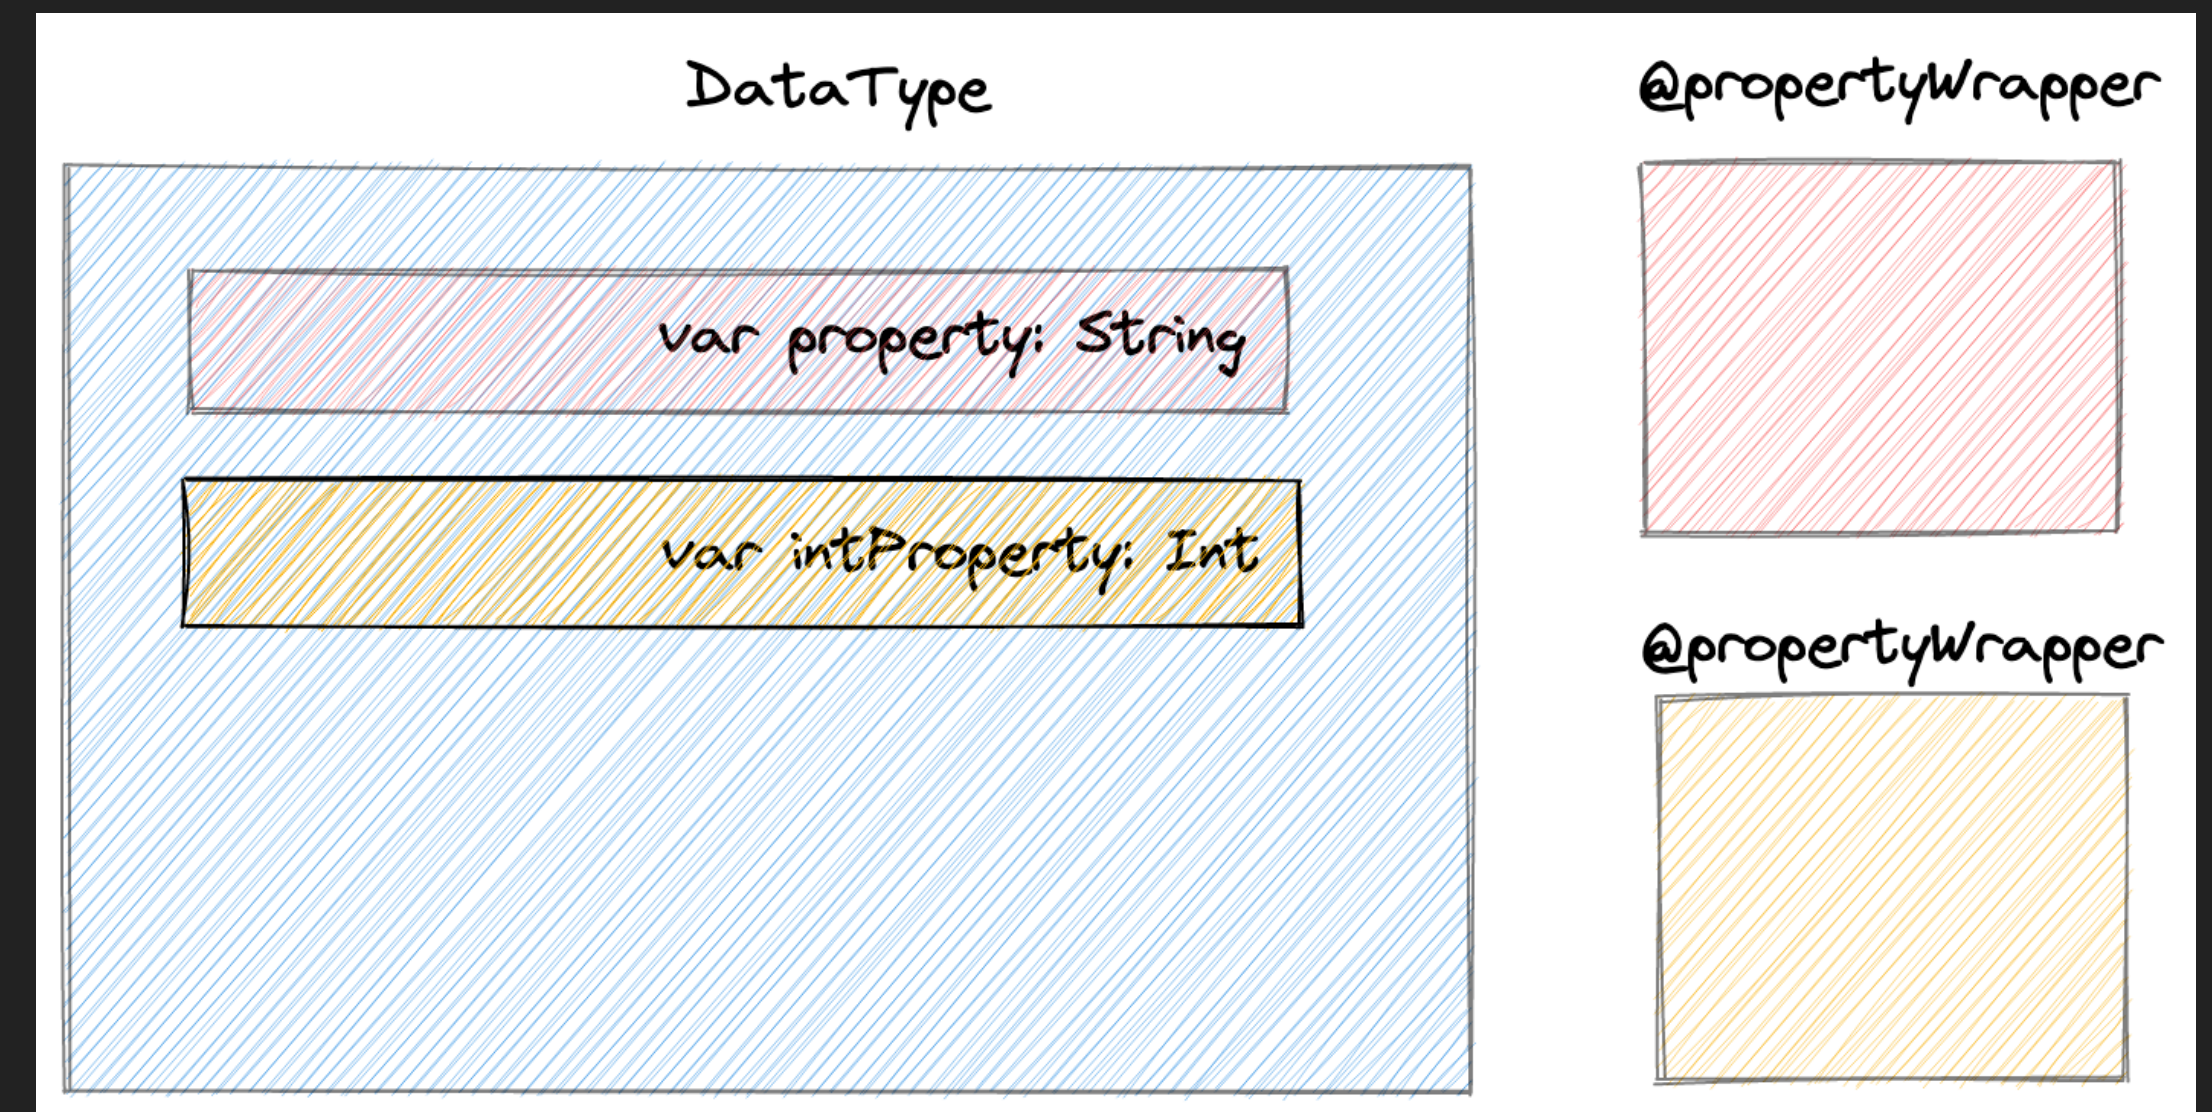 DataType
var property: String
var intProperty: Int
@propertyWrapper
@propertyWrapper